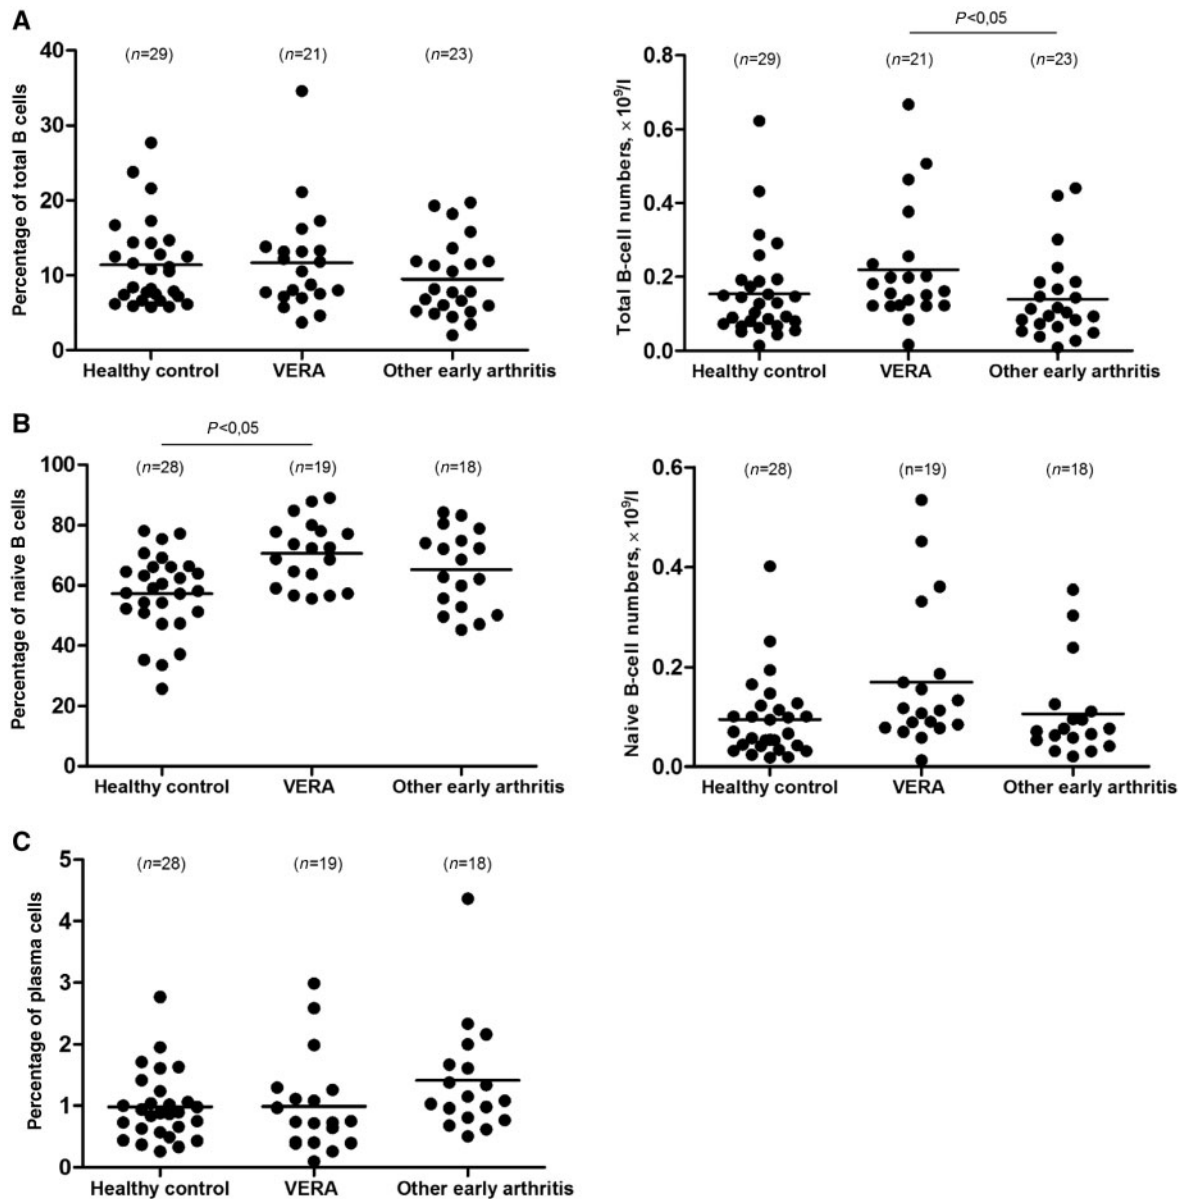 A
P<0,05
(n=29) (n=21) (n=23)
40
30
20
10
0
Percentage of total B cells
Healthy control VERA Other early arthritis
(n=29) (n=21) (n=23)
0.8
0.6
0.4
0.2
0.0
Total B-cell numbers, × 10⁹/l
Healthy control VERA Other early arthritis
B
P<0,05
(n=28) (n=19) (n=18)
100
80
60
40
20
0
Percentage of naive B cells
Healthy control VERA Other early arthritis
(n=28) (n=19) (n=18)
0.6
0.4
0.2
0.0
Naive B-cell numbers, × 10⁹/l
Healthy control VERA Other early arthritis
C
(n=28) (n=19) (n=18)
5
4
3
2
1
0
Percentage of plasma cells
Healthy control VERA Other early arthritis